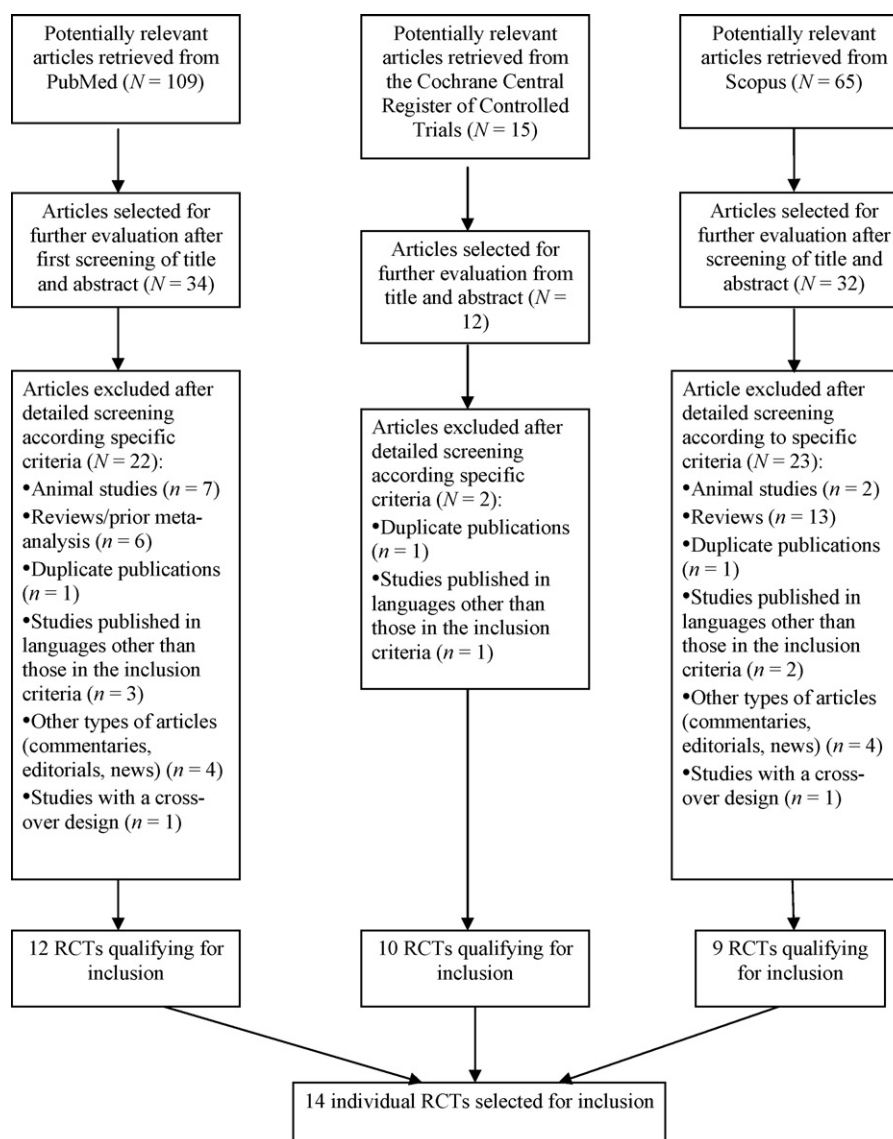 Potentially relevant
articles retrieved from
PubMed (N = 109)
Articles selected for
further evaluation after
first screening of title
and abstract (N = 34)
Articles excluded after
detailed screening
according specific
criteria (N = 22):
•Animal studies (n = 7)
•Reviews/prior meta-
analysis (n = 6)
•Duplicate publications
(n = 1)
•Studies published in
languages other than
those in the inclusion
criteria (n = 3)
•Other types of articles
(commentaries,
editorials, news) (n = 4)
•Studies with a cross-
over design (n = 1)
12 RCTs qualifying for
inclusion
Potentially relevant
articles retrieved from
the Cochrane Central
Register of Controlled
Trials (N = 15)
Articles selected for
further evaluation from
title and abstract (N =
12)
Articles excluded after
detailed screening
according specific
criteria (N = 2):
•Duplicate publications
(n = 1)
•Studies published in
languages other than
those in the inclusion
criteria (n = 1)
10 RCTs qualifying for
inclusion
Potentially relevant
articles retrieved from
Scopus (N = 65)
Articles selected for
further evaluation after
screening of title and
abstract (N = 32)
Article excluded after
detailed screening
according to specific
criteria (N = 23):
•Animal studies (n = 2)
•Reviews (n = 13)
•Duplicate publications
(n = 1)
•Studies published in
languages other than
those in the inclusion
criteria (n = 2)
•Other types of articles
(commentaries,
editorials, news) (n = 4)
•Studies with a cross-
over design (n = 1)
9 RCTs qualifying
for inclusion
14 individual RCTs selected for inclusion